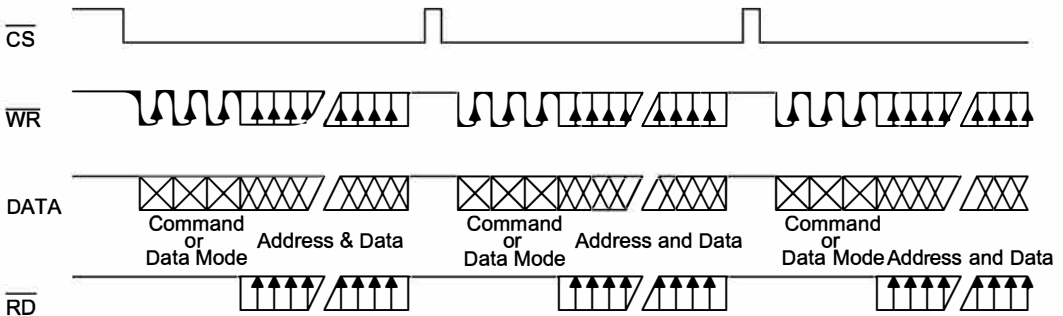 CS
WR
DATA
Command
or
Data Mode
Address & Data
Command
or
Data Mode
Address and Data
Command
or
Data Mode
Address and Data
RD